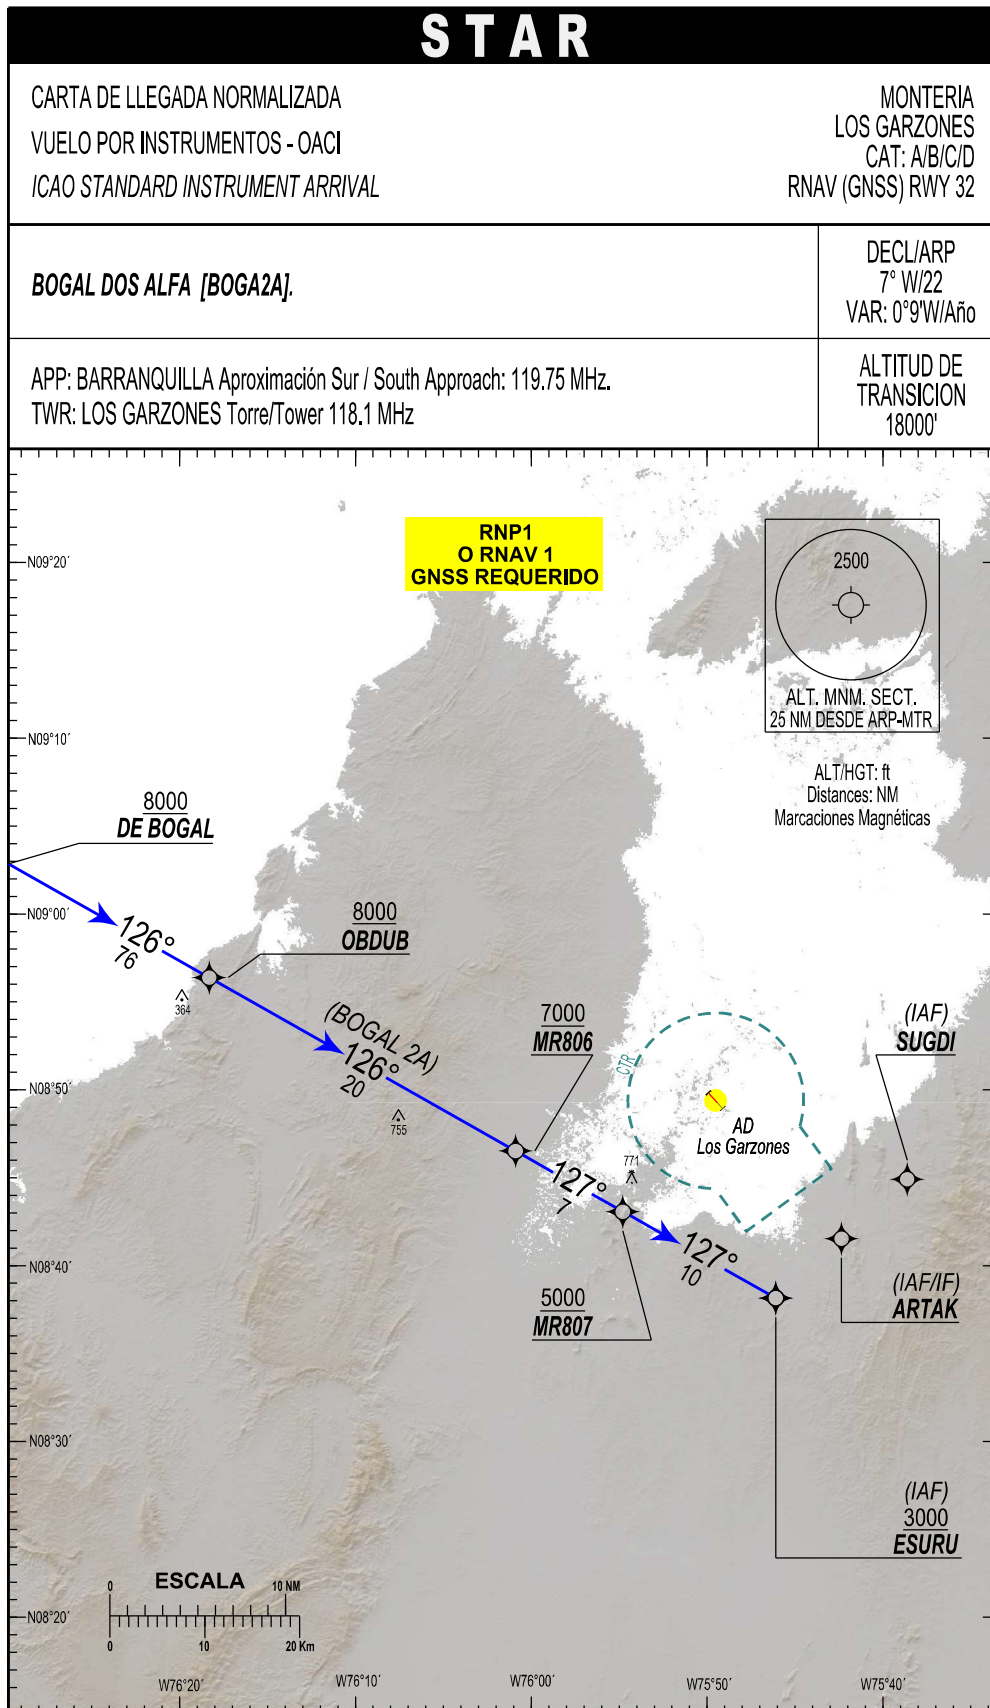 STAR
CARTA DE LLEGADA NORMALIZADA
VUELO POR INSTRUMENTOS - OACI
ICAO STANDARD INSTRUMENT ARRIVAL
MONTERIA
LOS GARZONES
CAT: A/B/C/D
RNAV (GNSS) RWY 32
BOGAL DOS ALFA [BOGA2A].
DECL/ARP
7° W/22
VAR: 0°9'W/Año
APP: BARRANQUILLA Aproximación Sur / South Approach: 119.75 MHz.
TWR: LOS GARZONES Torre/Tower 118.1 MHz
ALTITUD DE
TRANSICION
18000'
RNP1
O RNAV 1
GNSS REQUERIDO
2500
ALT. MNM. SECT.
25 NM DESDE ARP-MTR
ALT/HGT: ft
Distances: NM
Marcaciones Magnéticas
N09°20'
N09°10'
8000
DE BOGAL
N09°00'
126°
76
8000
OBDUB
364
(BOGAL 2A)
126°
20
7000
MR806
CTR
(IAF)
SUGDI
N08°50'
755
AD
Los Garzones
771
127°
7
127°
10
N08°40'
5000
MR807
(IAF/IF)
ARTAK
N08°30'
(IAF)
3000
ESURU
ESCALA
0
10 NM
0
10
20 Km
N08°20'
W76°20'
W76°10'
W76°00'
W75°50'
W75°40'